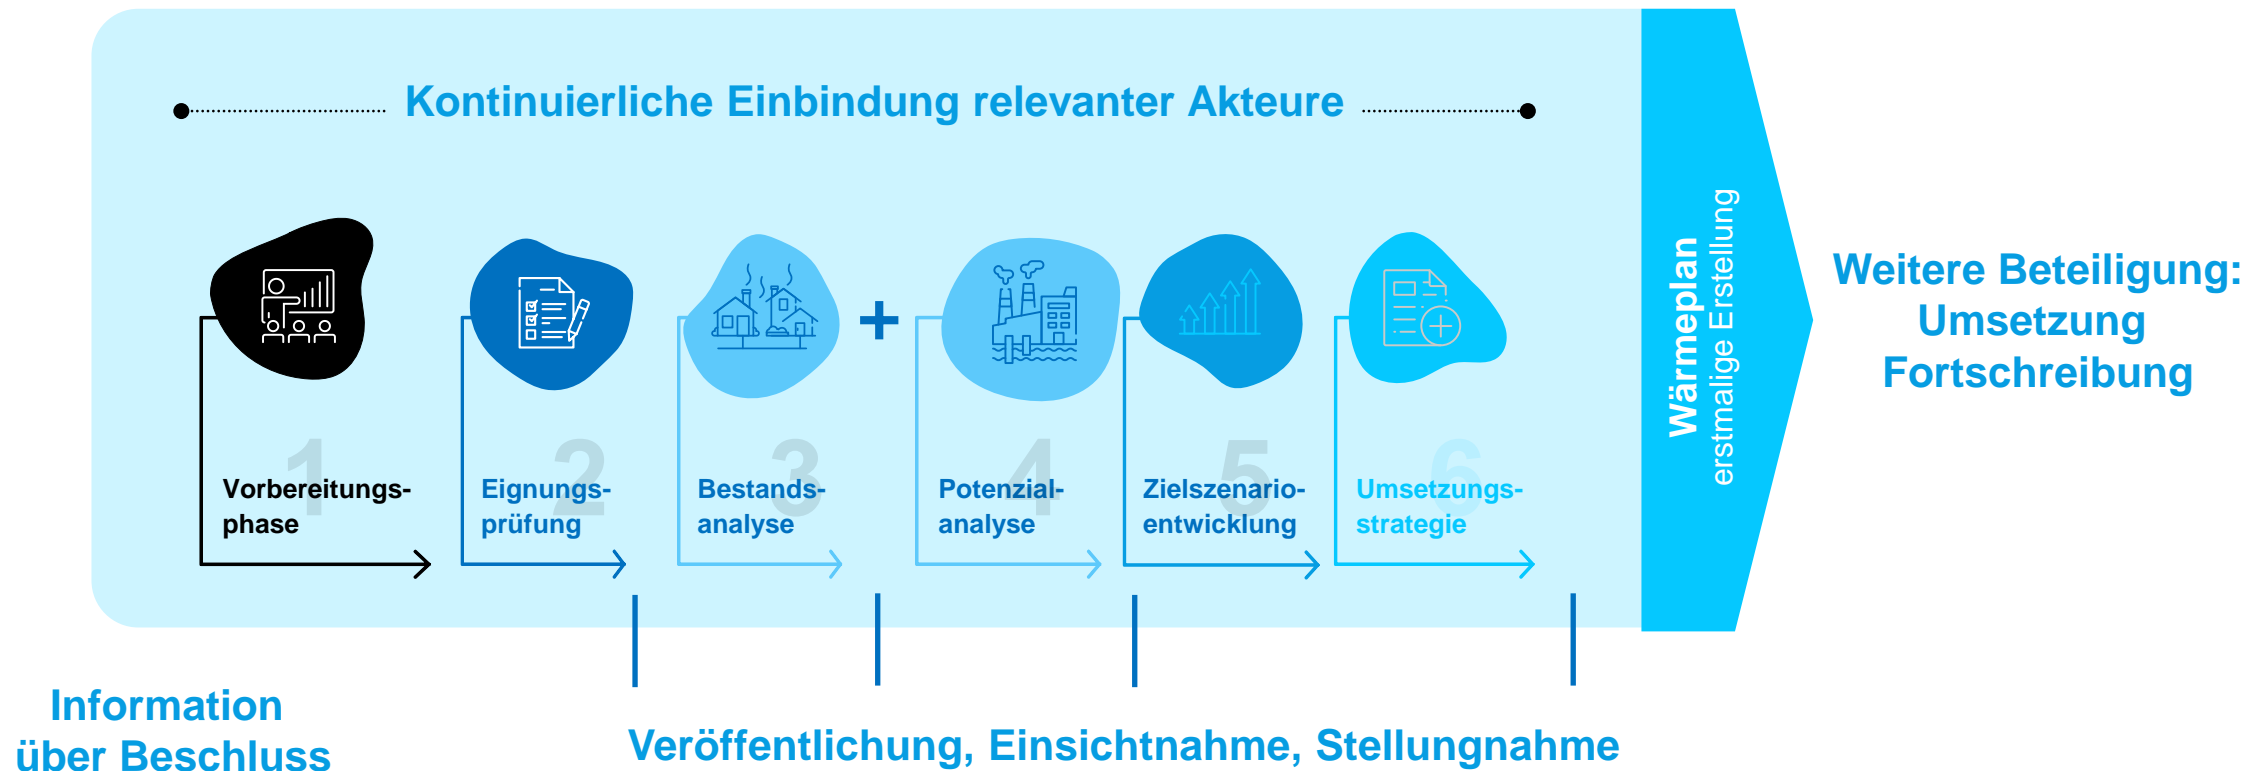 Kontinuierliche Einbindung relevanter Akteure
1
Vorbereitungs-
phase
2
Eignungs-
prüfung
3
Bestands-
analyse
+
4
Potenzial-
analyse
5
Zielszenario-
entwicklung
6
Umsetzungs-
strategie
Wärmeplan
erstmalige Erstellung
Weitere Beteiligung:
Umsetzung
Fortschreibung
Information
über Beschluss
Veröffentlichung, Einsichtnahme, Stellungnahme